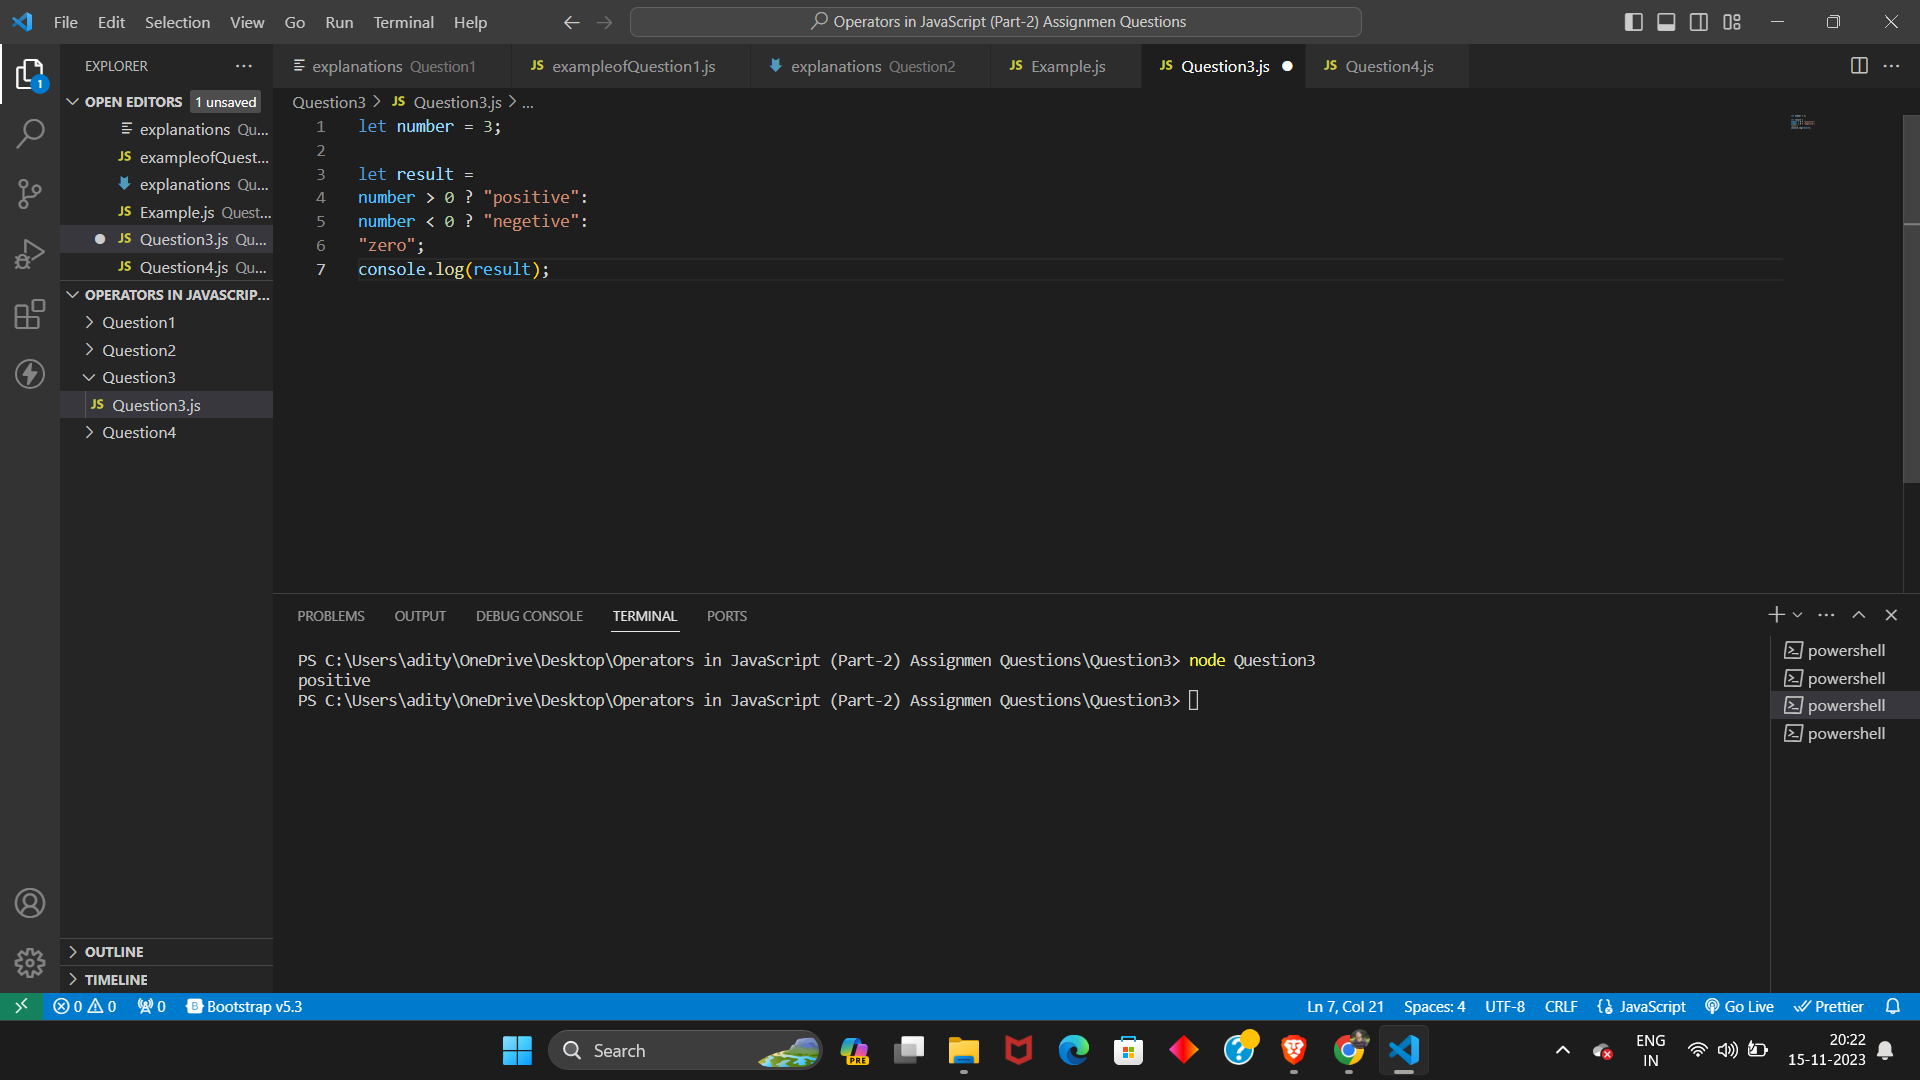 File Edit Selection View Go Run Terminal Help
Operators in JavaScript (Part-2) Assignmen Questions
EXPLORER
OPEN EDITORS 1 unsaved
explanations Qu...
JS exampleofQuest...
explanations Qu...
JS Example.js Quest...
JS Question3.js Qu...
JS Question4.js Qu...
OPERATORS IN JAVASCRIP...
Question1
Question2
Question3
JS Question3.js
Question4
OUTLINE
TIMELINE
explanations Question1 JS exampleofQuestion1.js explanations Question2 JS Example.js JS Question3.js JS Question4.js
Question3 > JS Question3.js > ...
1 let number = 3;
2
3 let result =
4 number > 0 ? "positive":
5 number < 0 ? "negetive":
6 "zero";
7 console.log(result);
PROBLEMS OUTPUT DEBUG CONSOLE TERMINAL PORTS
PS C:\Users\adity\OneDrive\Desktop\Operators in JavaScript (Part-2) Assignmen Questions\Question3> node Question3
positive
PS C:\Users\adity\OneDrive\Desktop\Operators in JavaScript (Part-2) Assignmen Questions\Question3>
powershell
powershell
powershell
powershell
0 0 0 Bootstrap v5.3 Ln 7, Col 21 Spaces: 4 UTF-8 CRLF {} JavaScript Go Live Prettier
Search PRE ENG 20:22
IN 15-11-2023
1